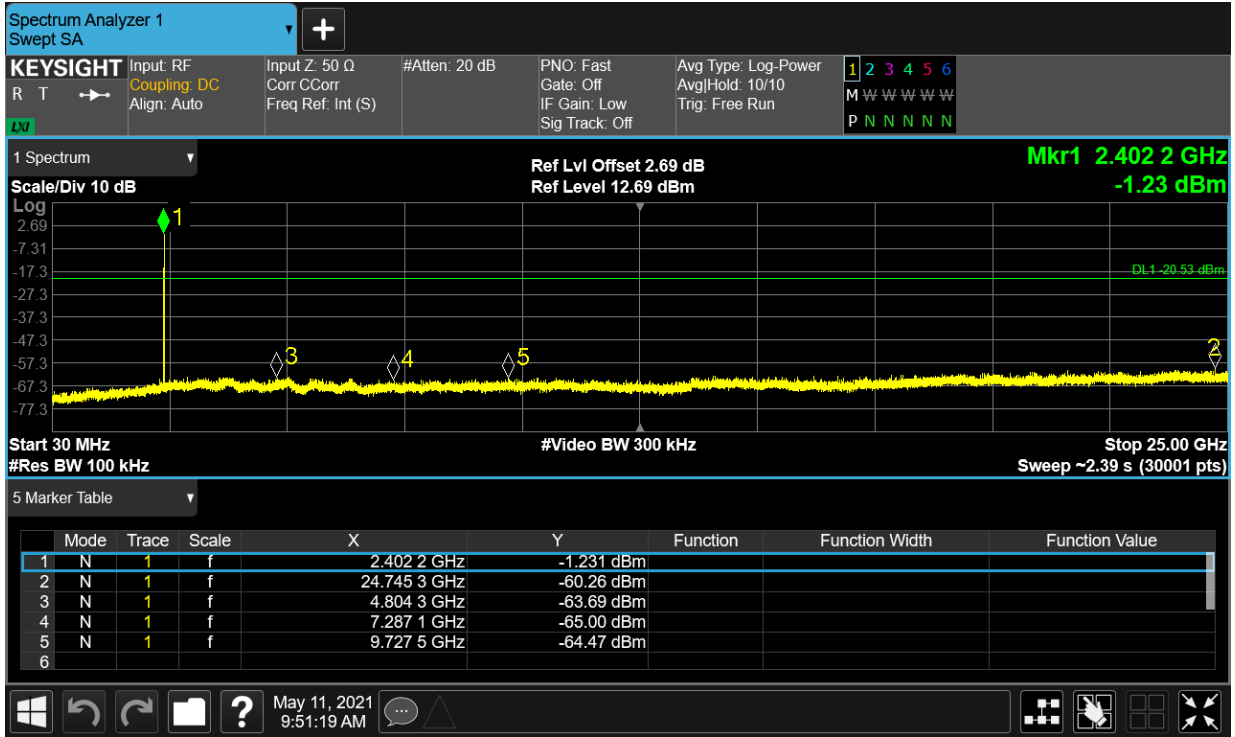 Spectrum Analyzer 1
Swept SA
+
KEYSIGHT
R T
LXI
Input: RF
Coupling: DC
Align: Auto
Input Z: 50 Ω
Corr CCorr
Freq Ref: Int (S)
#Atten: 20 dB
PNO: Fast
Gate: Off
IF Gain: Low
Sig Track: Off
Avg Type: Log-Power
Avg|Hold: 10/10
Trig: Free Run
1 2 3 4 5 6
M W W W W W
P N N N N N
1 Spectrum
Scale/Div 10 dB
Ref Lvl Offset 2.69 dB
Ref Level 12.69 dBm
Mkr1 2.402 2 GHz
-1.23 dBm
Log
2.69
-7.31
-17.3
-27.3
-37.3
-47.3
-57.3
-67.3
-77.3
1
3
4
5
2
DL1 -20.53 dBm
Start 30 MHz
#Video BW 300 kHz
Stop 25.00 GHz
#Res BW 100 kHz
Sweep ~2.39 s (30001 pts)
5 Marker Table
Mode Trace Scale X Y Function Function Width Function Value
1 N 1 f 2.402 2 GHz -1.231 dBm
2 N 1 f 24.745 3 GHz -60.26 dBm
3 N 1 f 4.804 3 GHz -63.69 dBm
4 N 1 f 7.287 1 GHz -65.00 dBm
5 N 1 f 9.727 5 GHz -64.47 dBm
6
?
May 11, 2021
9:51:19 AM